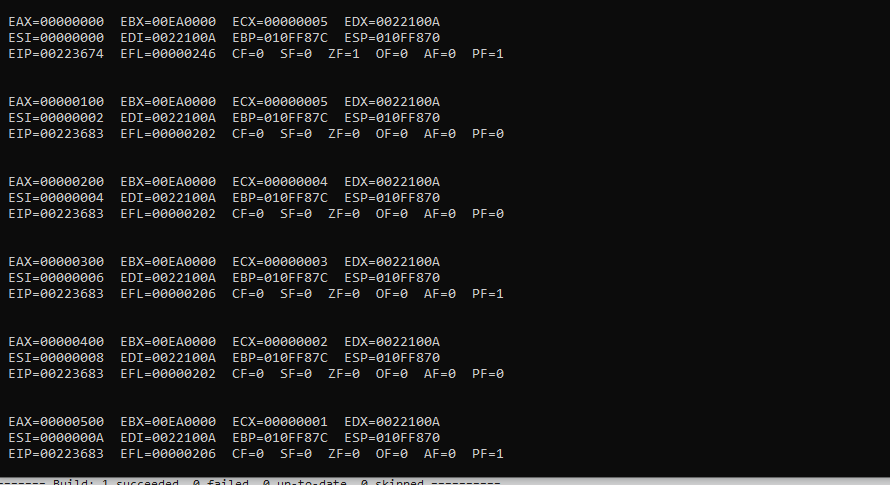 EAX=00000000  EBX=00EA0000  ECX=00000005  EDX=0022100A
ESI=00000000  EDI=0022100A  EBP=010FF87C  ESP=010FF870
EIP=00223674  EFL=00000246  CF=0  SF=0  ZF=1  OF=0  AF=0  PF=1
EAX=00000100  EBX=00EA0000  ECX=00000005  EDX=0022100A
ESI=00000002  EDI=0022100A  EBP=010FF87C  ESP=010FF870
EIP=00223683  EFL=00000202  CF=0  SF=0  ZF=0  OF=0  AF=0  PF=0
EAX=00000200  EBX=00EA0000  ECX=00000004  EDX=0022100A
ESI=00000004  EDI=0022100A  EBP=010FF87C  ESP=010FF870
EIP=00223683  EFL=00000202  CF=0  SF=0  ZF=0  OF=0  AF=0  PF=0
EAX=00000300  EBX=00EA0000  ECX=00000003  EDX=0022100A
ESI=00000006  EDI=0022100A  EBP=010FF87C  ESP=010FF870
EIP=00223683  EFL=00000206  CF=0  SF=0  ZF=0  OF=0  AF=0  PF=1
EAX=00000400  EBX=00EA0000  ECX=00000002  EDX=0022100A
ESI=00000008  EDI=0022100A  EBP=010FF87C  ESP=010FF870
EIP=00223683  EFL=00000202  CF=0  SF=0  ZF=0  OF=0  AF=0  PF=0
EAX=00000500  EBX=00EA0000  ECX=00000001  EDX=0022100A
ESI=0000000A  EDI=0022100A  EBP=010FF87C  ESP=010FF870
EIP=00223683  EFL=00000206  CF=0  SF=0  ZF=0  OF=0  AF=0  PF=1
======= Build: 1 succeeded, 0 failed, 0 up-to-date, 0 skipped ==========